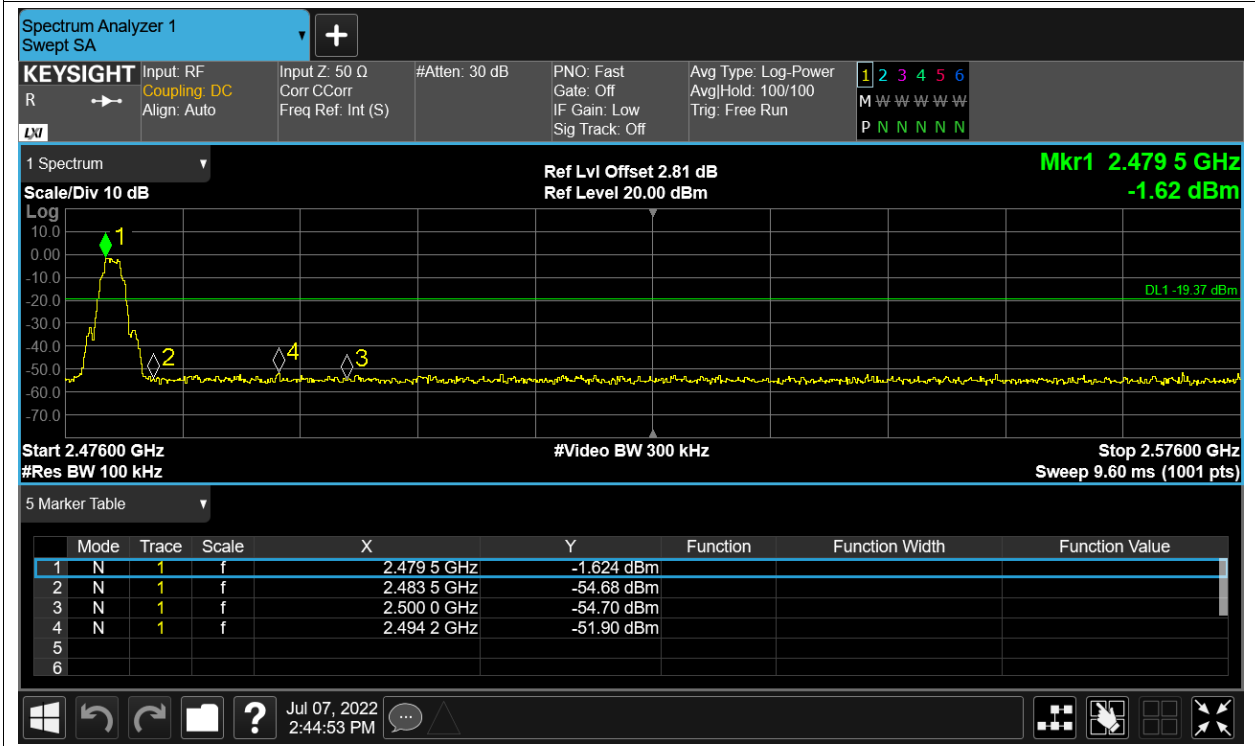 Spectrum Analyzer 1
Swept SA
+
KEYSIGHT
R
LXI
Input: RF
Coupling: DC
Align: Auto
Input Z: 50 Ω
Corr CCorr
Freq Ref: Int (S)
#Atten: 30 dB
PNO: Fast
Gate: Off
IF Gain: Low
Sig Track: Off
Avg Type: Log-Power
Avg|Hold: 100/100
Trig: Free Run
1 2 3 4 5 6
M W W W W W
P N N N N N
1 Spectrum
Scale/Div 10 dB
Ref Lvl Offset 2.81 dB
Ref Level 20.00 dBm
Mkr1 2.479 5 GHz
-1.62 dBm
Log
10.0
0.00
-10.0
-20.0
-30.0
-40.0
-50.0
-60.0
-70.0
1
2
4
3
DL1 -19.37 dBm
Start 2.47600 GHz
#Res BW 100 kHz
#Video BW 300 kHz
Stop 2.57600 GHz
Sweep 9.60 ms (1001 pts)
5 Marker Table
Mode Trace Scale X Y Function Function Width Function Value
1 N 1 f 2.479 5 GHz -1.624 dBm
2 N 1 f 2.483 5 GHz -54.68 dBm
3 N 1 f 2.500 0 GHz -54.70 dBm
4 N 1 f 2.494 2 GHz -51.90 dBm
5
6
?
Jul 07, 2022
2:44:53 PM